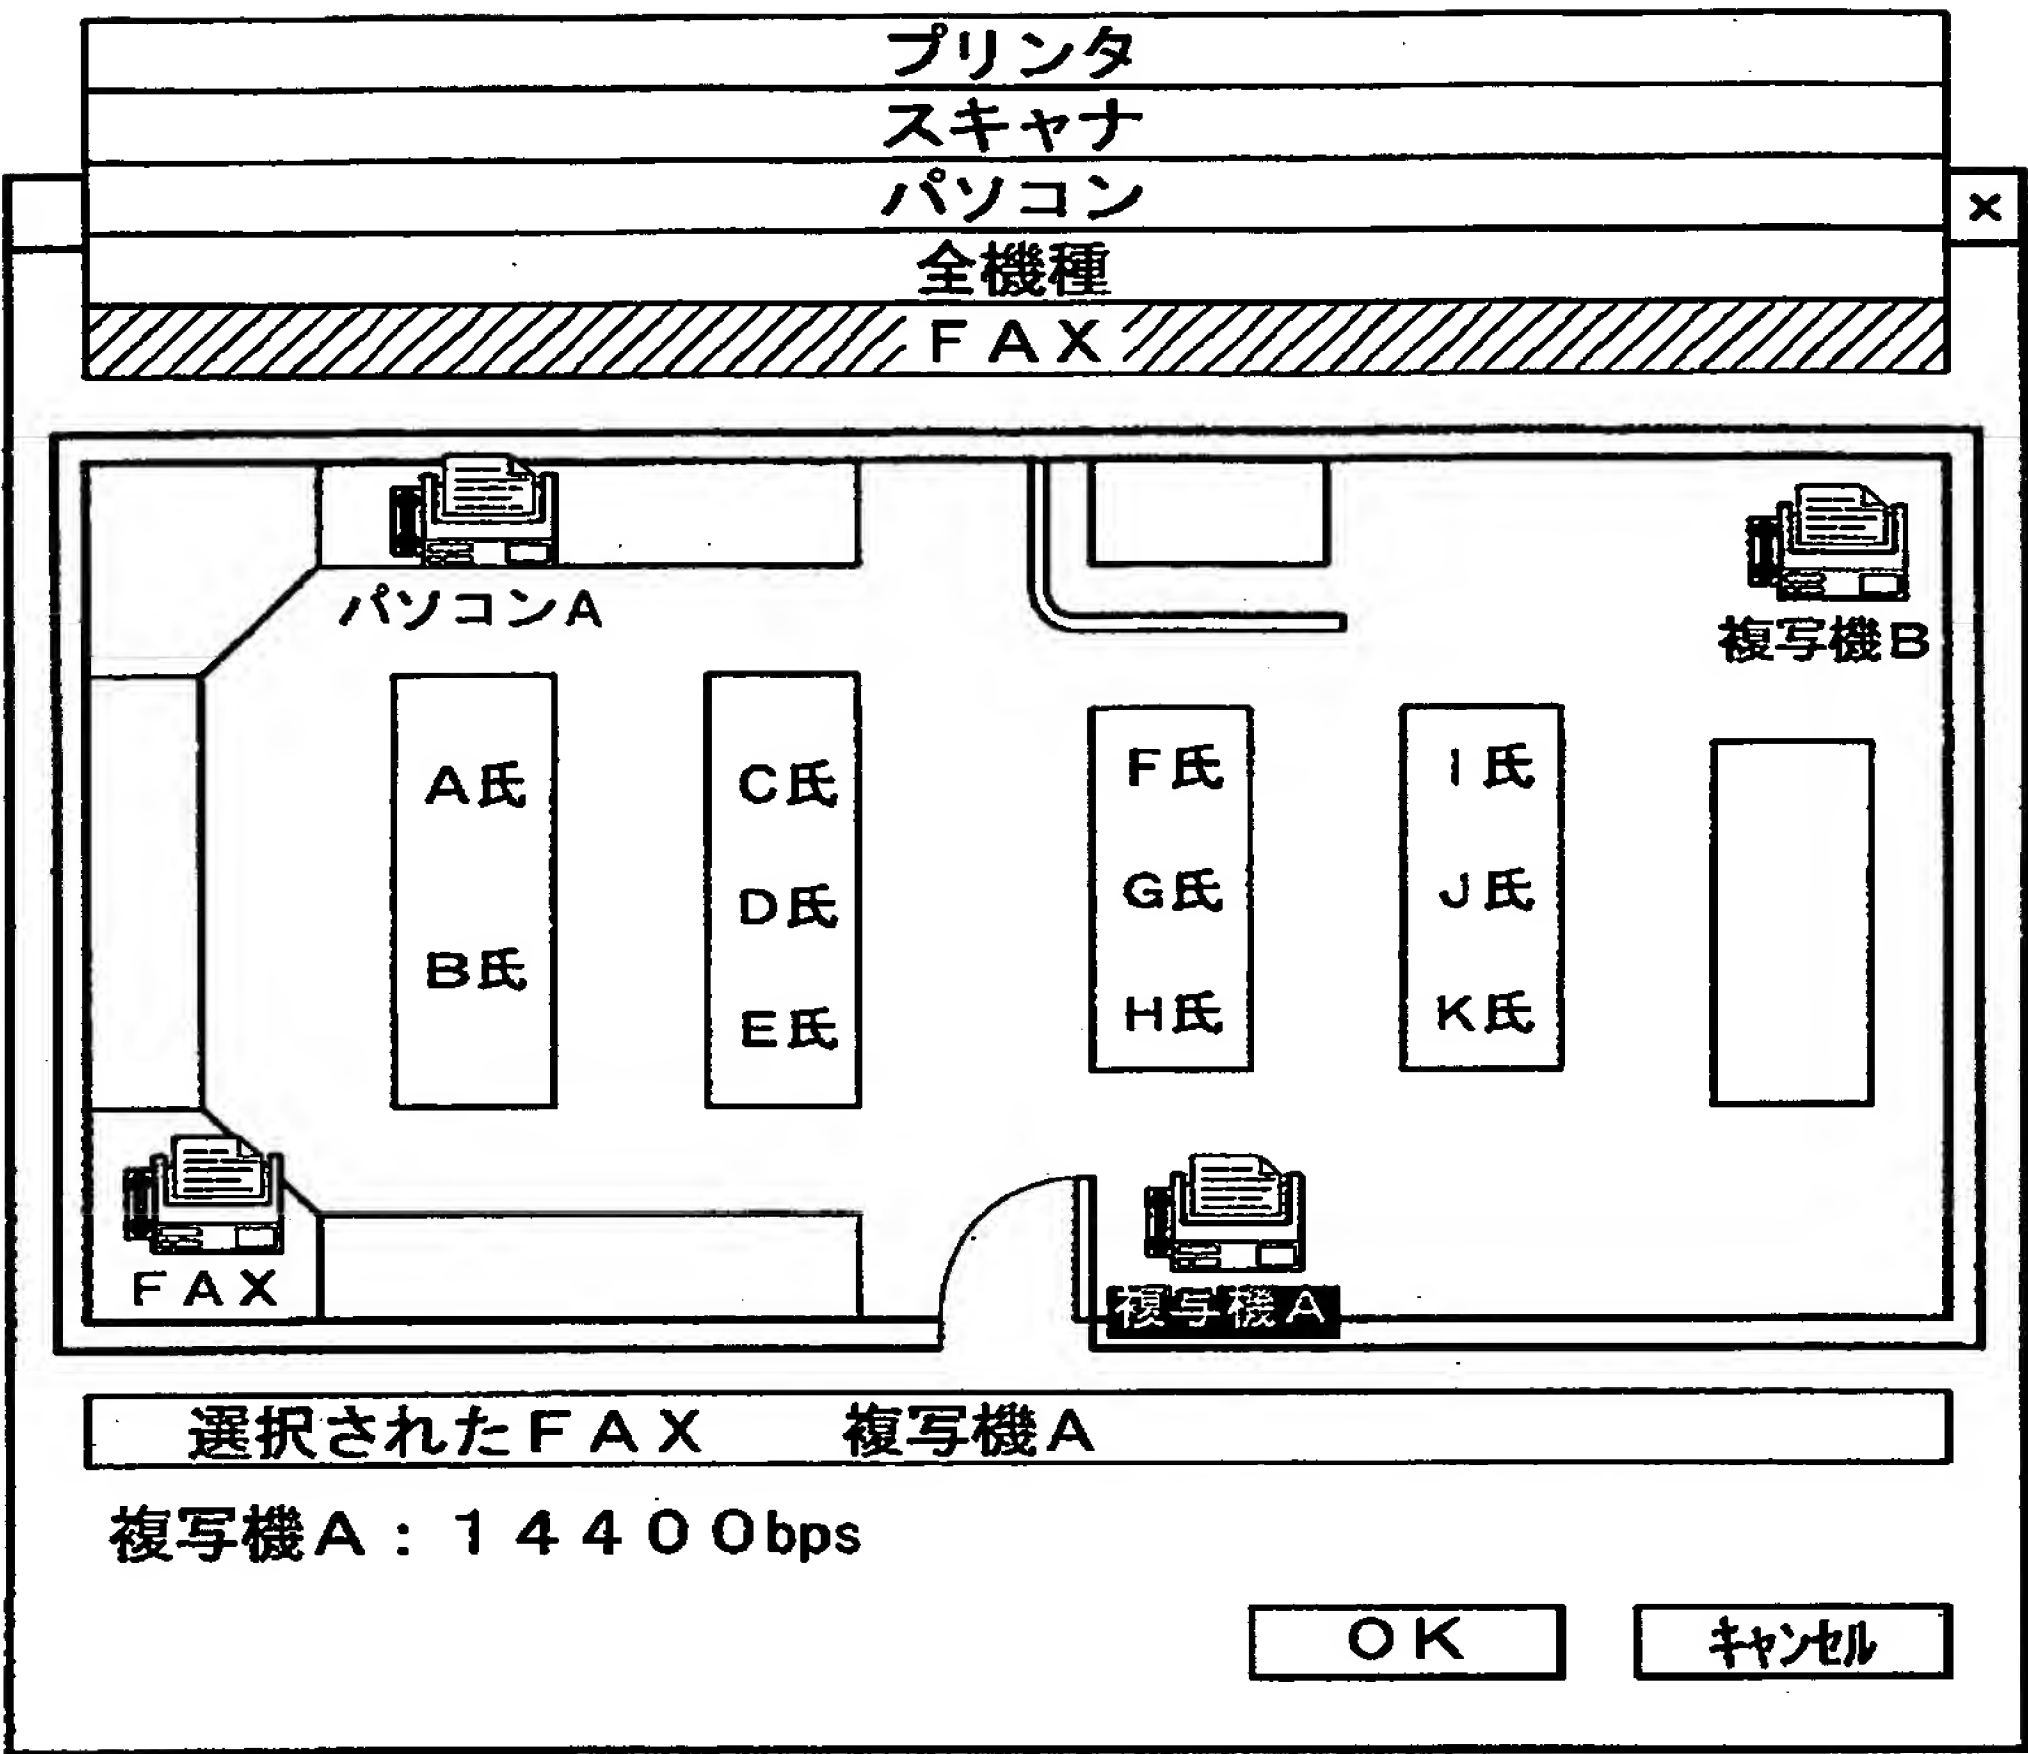 プリンタ
スキャナ
パソコン
×
全機種
ＦＡＸ
パソコンA
複写機B
A氏
C氏
F氏
I氏
D氏
G氏
J氏
B氏
E氏
H氏
K氏
ＦＡＸ
複写機A
選択されたＦＡＸ　複写機A
複写機A：１４４００bps
ＯＫ
ｷｬﾝｾﾙ